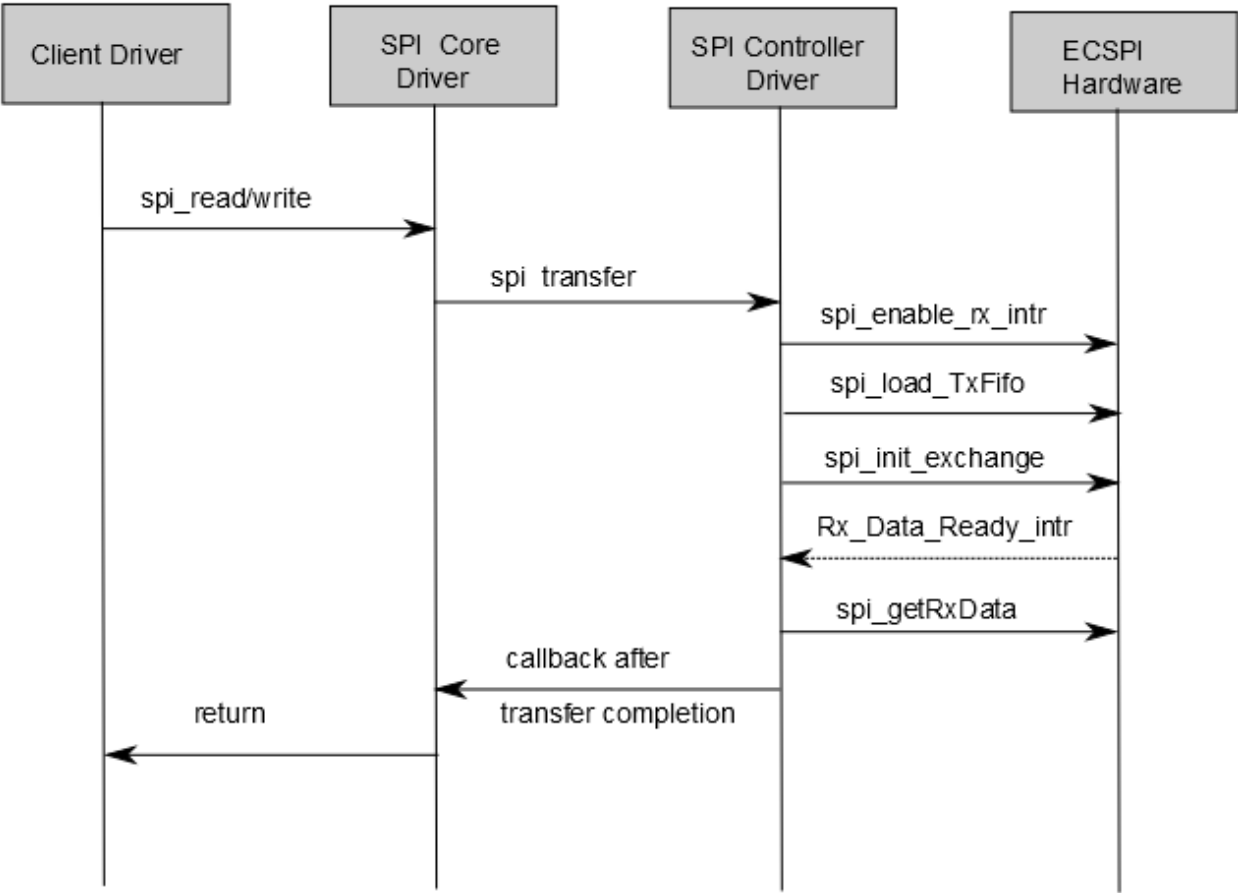 Client Driver
SPI Core
Driver
SPI Controller
Driver
ECSPI
Hardware
spi_read/write
spi transfer
spi_enable_rx_intr
spi_load_TxFifo
spi_init_exchange
Rx_Data_Ready_intr
spi_getRxData
callback after
transfer completion
return